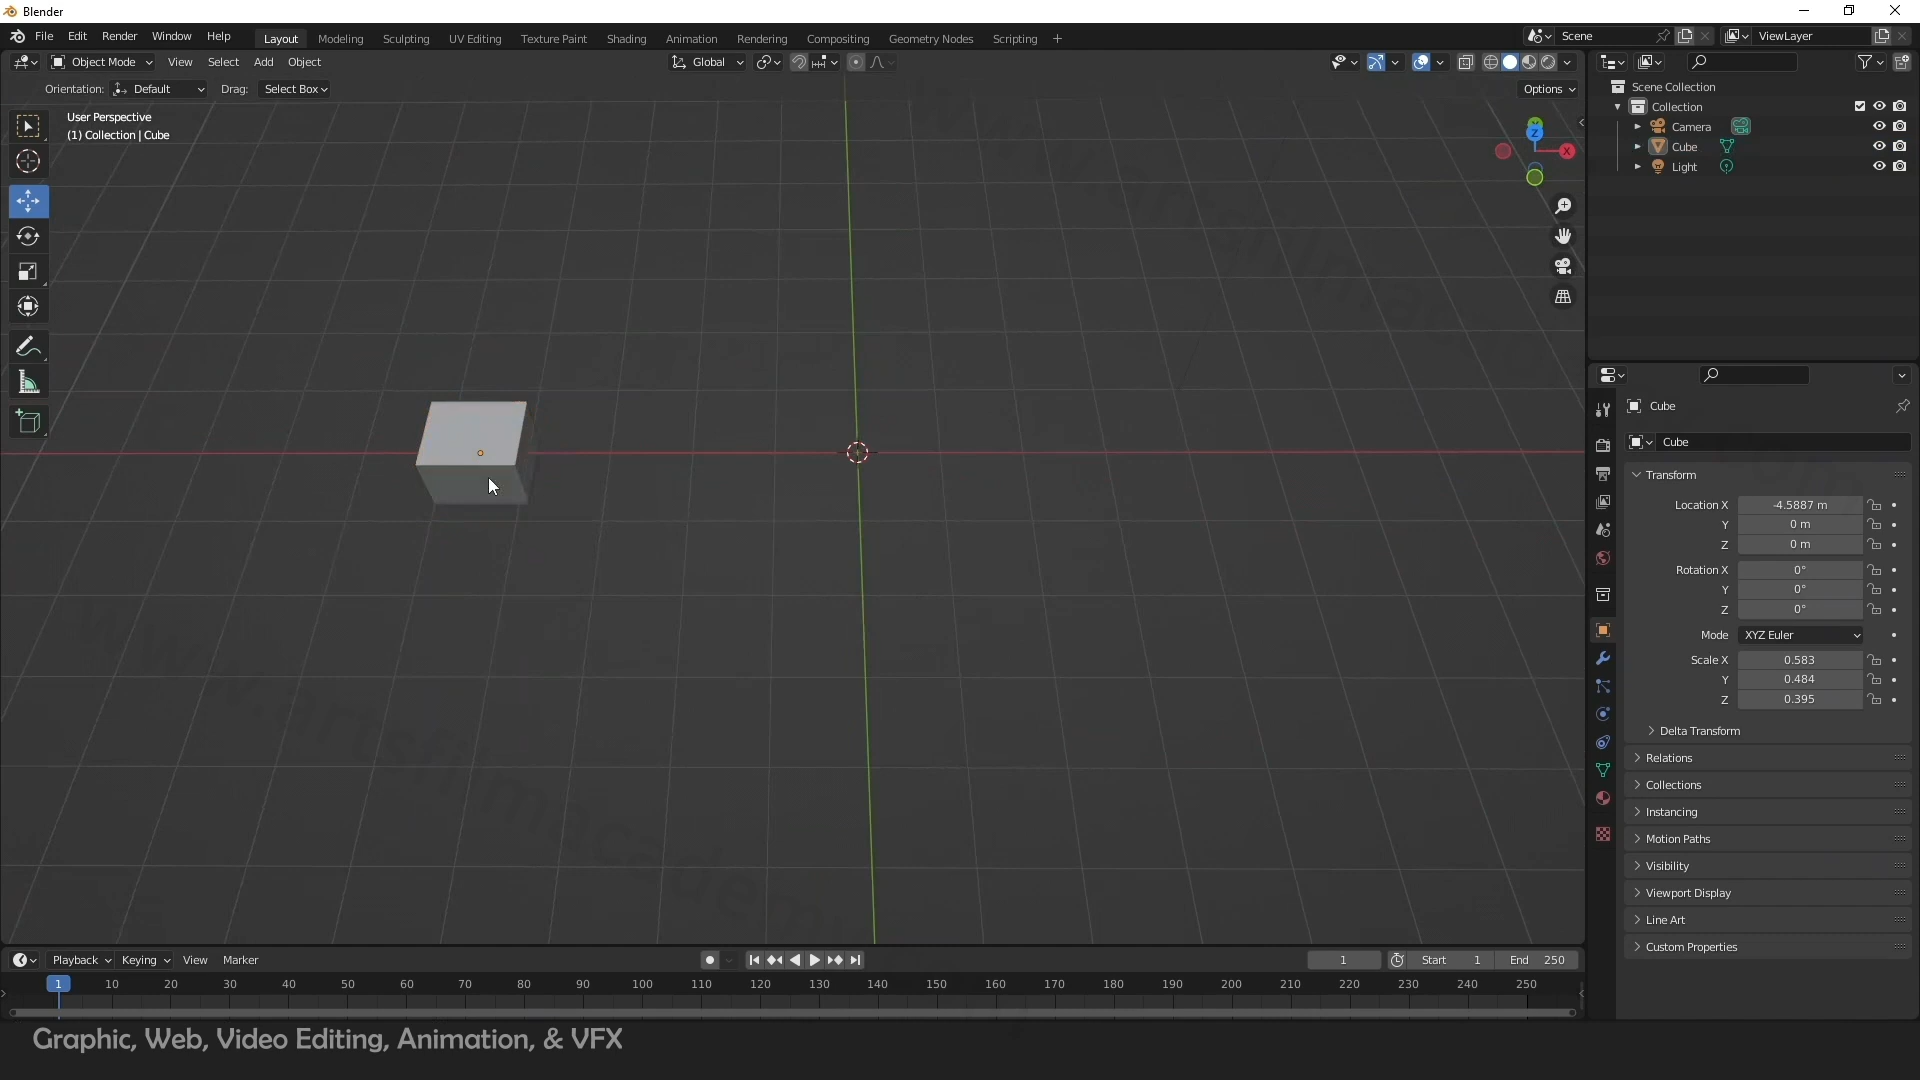 Blender
File Edit Render Window Help Layout Modeling Sculpting UV Editing Texture Paint Shading Animation Rendering Compositing Geometry Nodes Scripting + Scene ViewLayer
Object Mode View Select Add Object Global
Orientation: Default Drag: Select Box Options
User Perspective
(1) Collection | Cube
Z
X
Scene Collection
Collection
Camera
Cube
Light
Cube
Cube
Transform
Location X -4.5887 m
Y 0 m
Z 0 m
Rotation X 0°
Y 0°
Z 0°
Mode XYZ Euler
Scale X 0.583
Y 0.484
Z 0.395
Delta Transform
Relations
Collections
Instancing
Motion Paths
Visibility
Viewport Display
Line Art
Custom Properties
Playback Keying View Marker 1 Start 1 End 250
1 10 20 30 40 50 60 70 80 90 100 110 120 130 140 150 160 170 180 190 200 210 220 230 240 250
Graphic, Web, Video Editing, Animation, & VFX